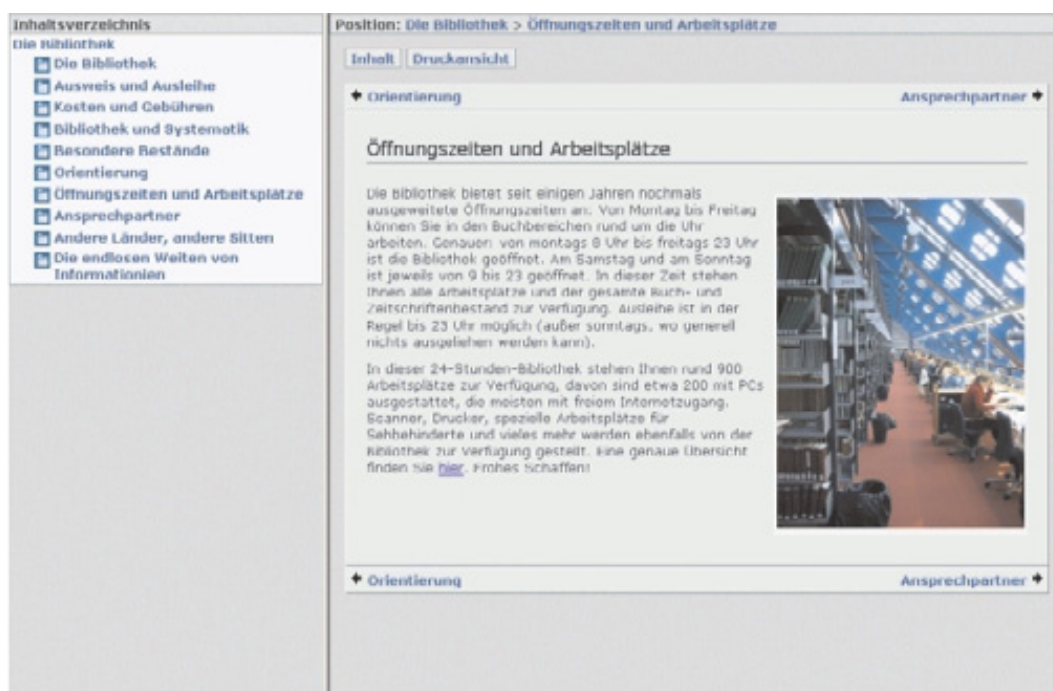 Inhaltsverzeichnis
Die Bibliothek
Die Bibliothek
Ausweis und Ausleihe
Kosten und Gebühren
Bibliothek und Systematik
Besondere Bestände
Orientierung
Öffnungszeiten und Arbeitsplätze
Ansprechpartner
Andere Länder, andere Sitten
Die endlosen Weiten von
Informationien
Position: Die Bibliothek > Öffnungszeiten und Arbeitsplätze
Inhalt Druckansicht
Orientierung Ansprechpartner
Öffnungszeiten und Arbeitsplätze
Die Bibliothek bietet seit einigen Jahren nochmals
ausgeweitete Öffnungszeiten an: Von Montag bis Freitag
können Sie in den Buchbereichen rund um die Uhr
arbeiten. Genauer: von montags 8 Uhr bis freitags 23 Uhr
ist die Bibliothek geöffnet. Am Samstag und am Sonntag
ist jeweils von 9 bis 23 geöffnet. In dieser Zeit stehen
Ihnen alle Arbeitsplätze und der gesamte Buch- und
Zeitschriftenbestand zur Verfügung. Ausleihe ist in der
Regel bis 23 Uhr möglich (außer sonntags, wo generell
nichts ausgeliehen werden kann).
In dieser 24-Stunden-Bibliothek stehen Ihnen rund 900
Arbeitsplätze zur Verfügung, davon sind etwa 200 mit PCs
ausgestattet, die meisten mit freiem Internetzugang.
Scanner, Drucker, spezielle Arbeitsplätze für
Sehbehinderte und vieles mehr werden ebenfalls von der
Bibliothek zur Verfügung gestellt. Eine genaue Übersicht
finden Sie hier. Frohes Schaffen!
Orientierung Ansprechpartner